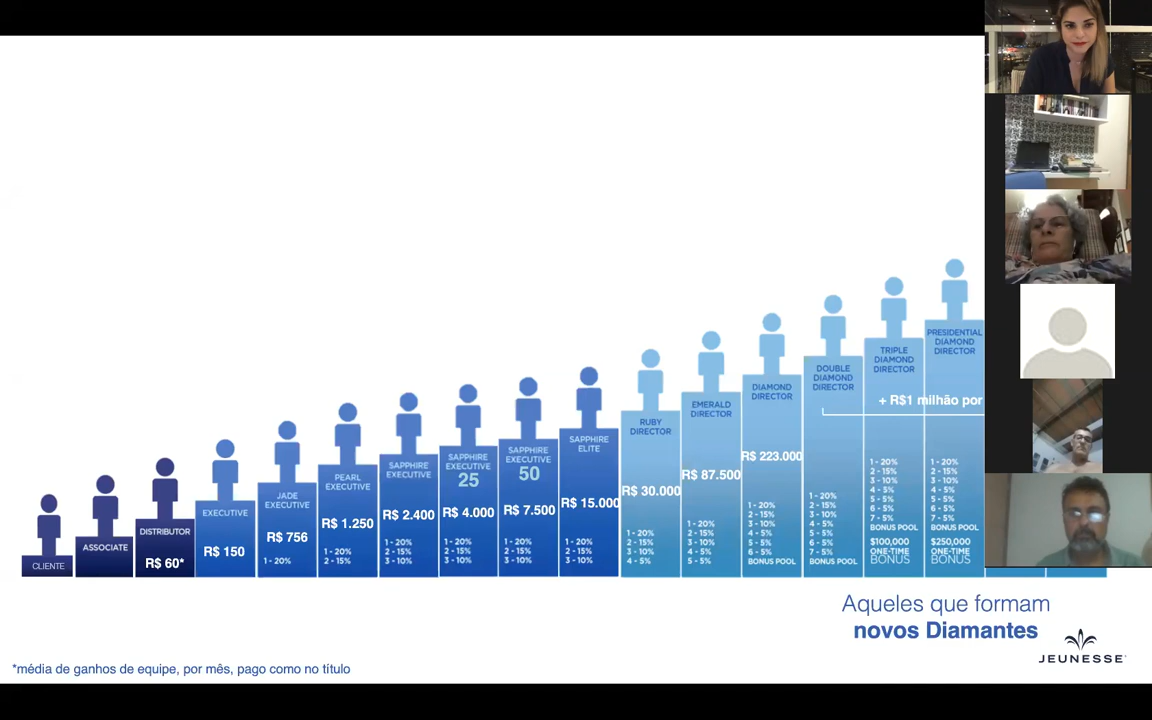 CLIENTE
ASSOCIATE
DISTRIBUTOR
R$ 60*
EXECUTIVE
R$ 150
JADE
EXECUTIVE
R$ 756
1 - 20%
PEARL
EXECUTIVE
R$ 1.250
1 - 20%
2 - 15%
SAPPHIRE
EXECUTIVE
R$ 2.400
1 - 20%
2 - 15%
3 - 10%
SAPPHIRE
EXECUTIVE
25
R$ 4.000
1 - 20%
2 - 15%
3 - 10%
SAPPHIRE
EXECUTIVE
50
R$ 7.500
1 - 20%
2 - 15%
3 - 10%
SAPPHIRE
ELITE
R$ 15.000
1 - 20%
2 - 15%
3 - 10%
RUBY
DIRECTOR
R$ 30.000
1 - 20%
2 - 15%
3 - 10%
4 - 5%
EMERALD
DIRECTOR
R$ 87.500
1 - 20%
2 - 15%
3 - 10%
4 - 5%
5 - 5%
DIAMOND
DIRECTOR
R$ 223.000
1 - 20%
2 - 15%
3 - 10%
4 - 5%
5 - 5%
6 - 5%
BONUS POOL
DOUBLE
DIAMOND
DIRECTOR
1 - 20%
2 - 15%
3 - 10%
4 - 5%
5 - 5%
6 - 5%
7 - 5%
BONUS POOL
TRIPLE
DIAMOND
DIRECTOR
+ R$1 milhão por
1 - 20%
2 - 15%
3 - 10%
4 - 5%
5 - 5%
6 - 5%
7 - 5%
BONUS POOL
$100,000
ONE-TIME
BONUS
PRESIDENTIAL
DIAMOND
DIRECTOR
1 - 20%
2 - 15%
3 - 10%
4 - 5%
5 - 5%
6 - 5%
7 - 5%
BONUS POOL
$250,000
ONE-TIME
BONUS
Aqueles que formam
novos Diamantes
JEUNESSE
*média de ganhos de equipe, por mês, pago como no título